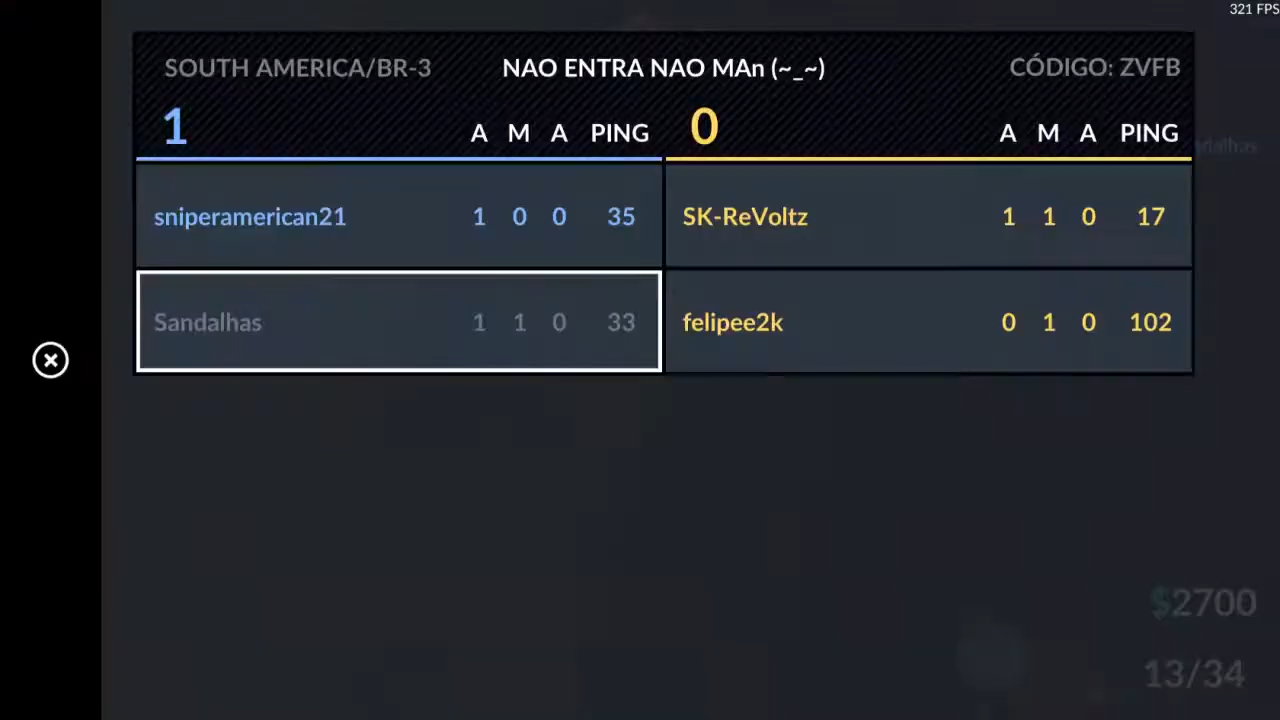 321 FPS
SOUTH AMERICA/BR-3 NAO ENTRA NAO MAn (~_~) CÓDIGO: ZVFB
1 A M A PING 0 A M A PING
sniperamerican21 1 0 0 35 SK-ReVoltz 1 1 0 17
Sandalhas 1 1 0 33 felipee2k 0 1 0 102
$2700
13/34